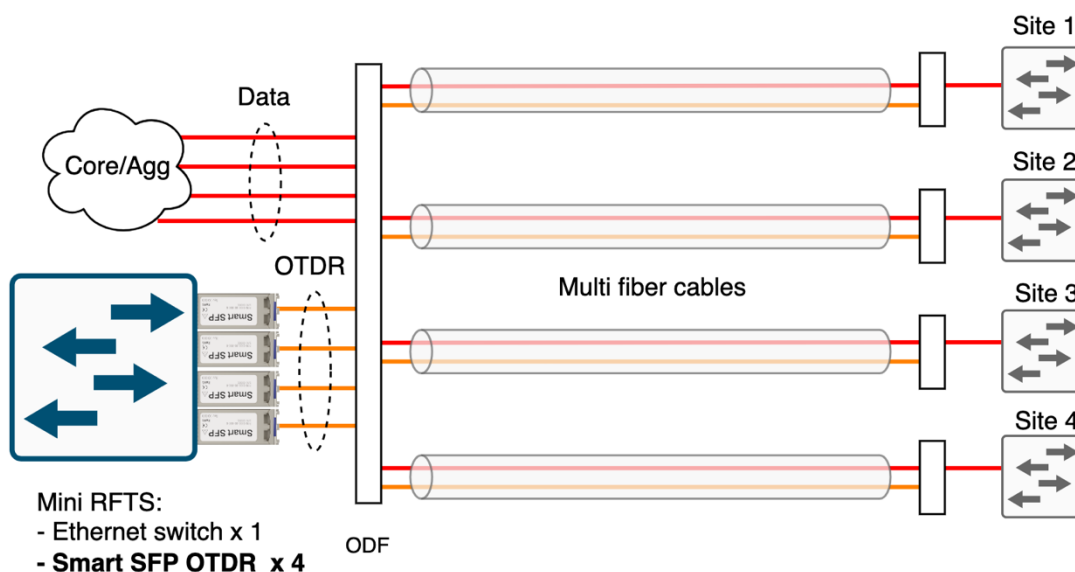 Site 1
Data
Core/Agg
Site 2
OTDR
Multi fiber cables
Smart SFP
Smart SFP
Smart SFP
Smart SFP
Site 3
Site 4
Mini RFTS:
- Ethernet switch x 1
- Smart SFP OTDR x 4
ODF